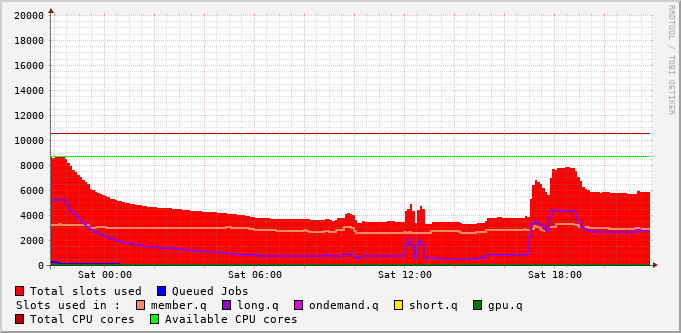 20000
18000
16000
14000
12000
10000
8000
6000
4000
2000
0
Sat 00:00 Sat 06:00 Sat 12:00 Sat 18:00
Total slots used Queued Jobs
Slots used in : member.q long.q ondemand.q short.q gpu.q
Total CPU cores Available CPU cores
RRDTOOL / TOBI OETIKER